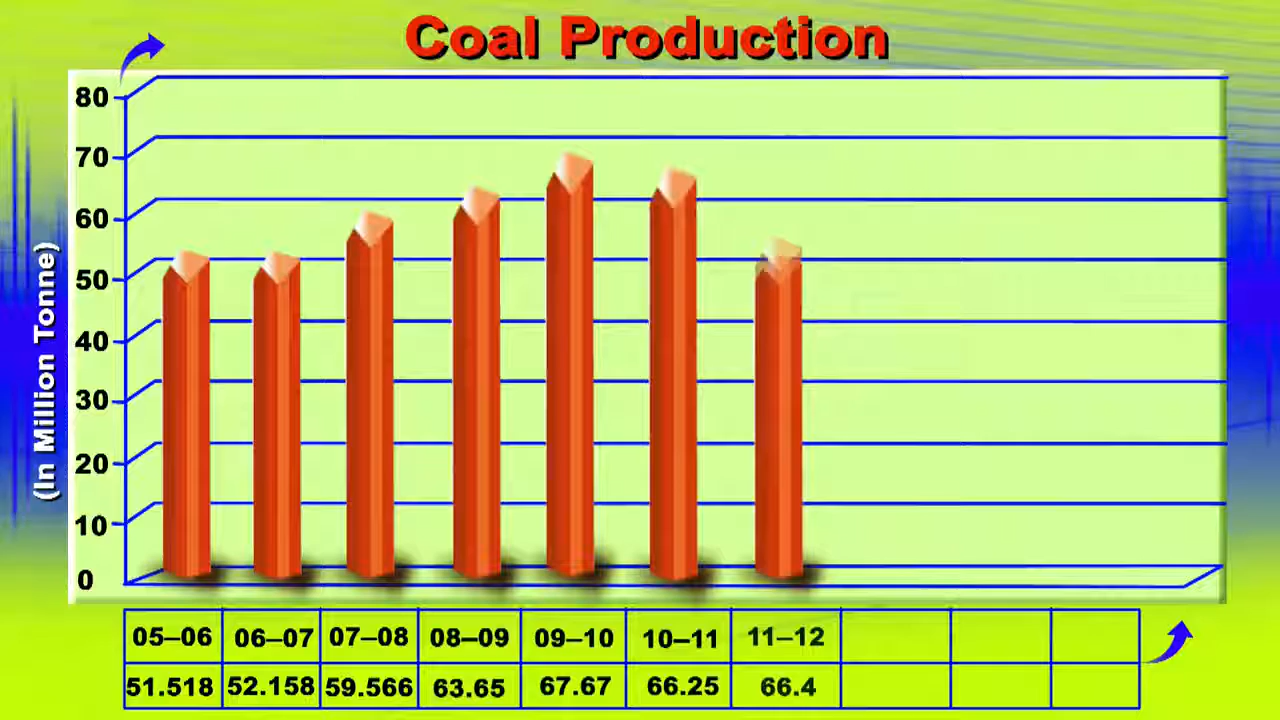 Coal Production
(In Million Tonne)
80
70
60
50
40
30
20
10
0
05–06 06–07 07–08 08–09 09–10 10–11 11–12
51.518 52.158 59.566 63.65 67.67 66.25 66.4